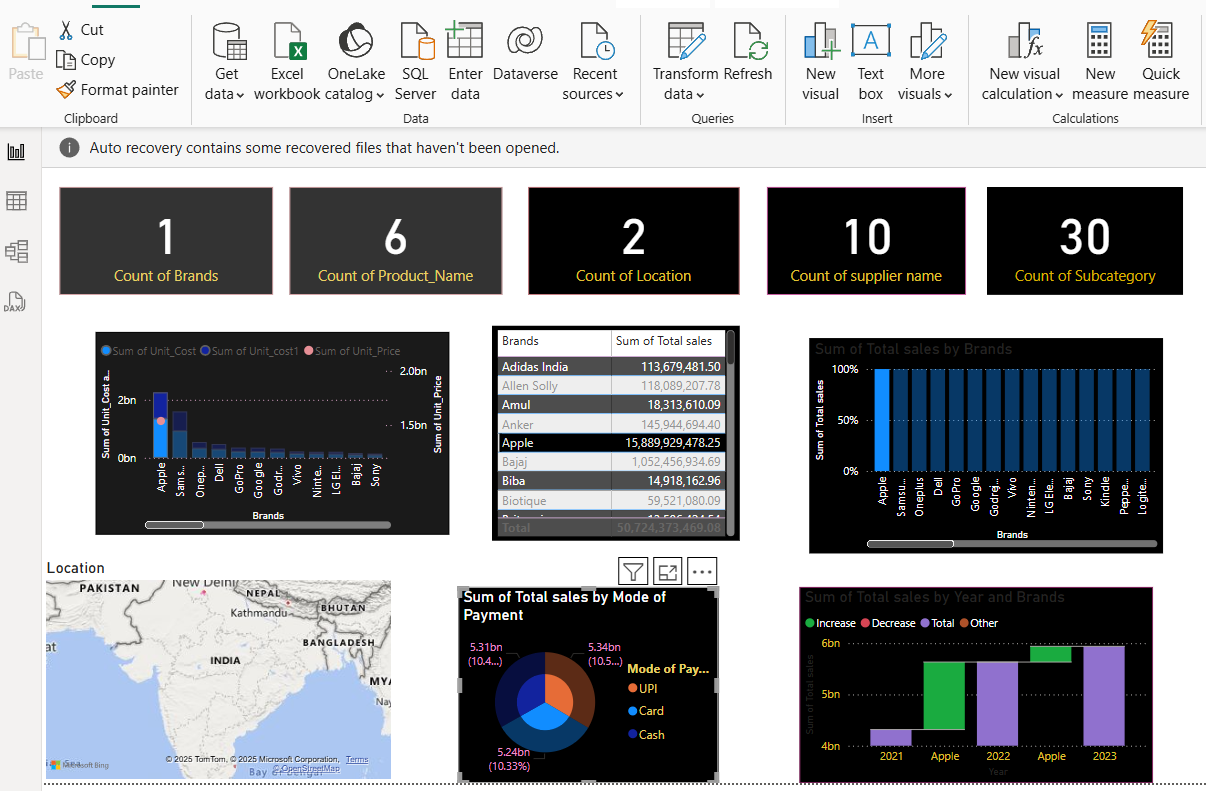 Paste
Cut
Copy
Format painter
Clipboard
Get data
Excel workbook
OneLake catalog
SQL Server
Enter data
Dataverse
Recent sources
Data
Transform data
Refresh
Queries
New visual
Text box
More visuals
Insert
New visual calculation
New measure
Quick measure
Calculations
Auto recovery contains some recovered files that haven't been opened.
DAX
1
Count of Brands
6
Count of Product_Name
2
Count of Location
10
Count of supplier name
30
Count of Subcategory
Sum of Unit_Cost Sum of Unit_cost1 Sum of Unit_Price
Sum of Unit_Cost a...
2bn
0bn
2.0bn
1.5bn
Sum of Unit_Price
Apple
Sams...
Onep...
Dell
GoPro
Google
Godr...
Vivo
Ninte...
LG El...
Bajaj
Sony
Brands
Brands Sum of Total sales
Adidas India 113,679,481.50
Allen Solly 118,089,207.78
Amul 18,313,610.09
Anker 145,944,694.40
Apple 15,889,929,478.25
Bajaj 1,052,456,934.69
Biba 14,918,162.96
Biotique 59,521,080.09
Total 50,724,373,469.08
Sum of Total sales by Brands
Sum of Total sales
100%
50%
0%
Apple
Samsu...
Oneplus
Dell
GoPro
Google
Godrej...
Vivo
Ninten...
LG Ele...
Bajaj
Sony
Kindle
Peppe...
Logite...
Brands
Location
PAKISTAN
New Delhi
NEPAL
Kathmandu
BHUTAN
BANGLADESH
INDIA
MYA
Nay
at
Microsoft Bing
© 2025 TomTom, © 2025 Microsoft Corporation, Terms
© OpenStreetMap
Bay of Bengal
Sum of Total sales by Mode of
Payment
5.31bn
(10.4...)
5.34bn
(10.5...)
5.24bn
(10.33%)
Mode of Pay...
UPI
Card
Cash
Sum of Total sales by Year and Brands
Increase Decrease Total Other
Sum of Total sales
6bn
5bn
4bn
2021 Apple 2022 Apple 2023
Year